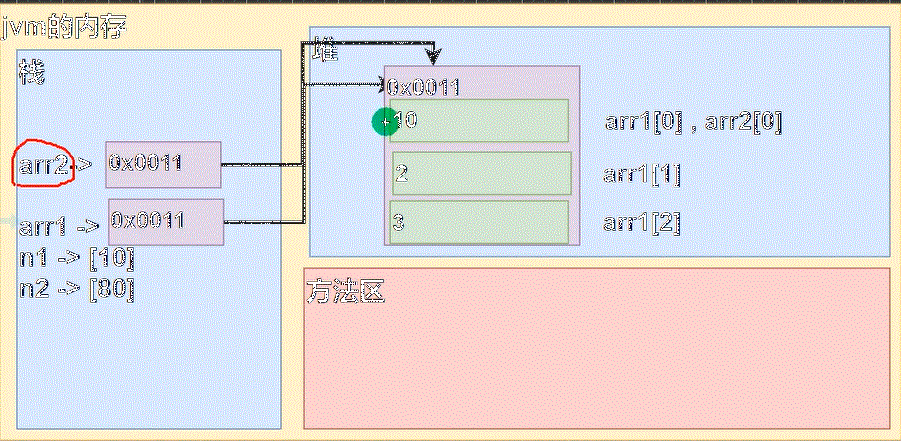 jvm的内存
栈
堆
0x0011
10
arr1[0] , arr2[0]
arr2-> 0x0011
2
arr1[1]
arr1 -> 0x0011
3
arr1[2]
n1 -> [10]
n2 -> [80]
方法区